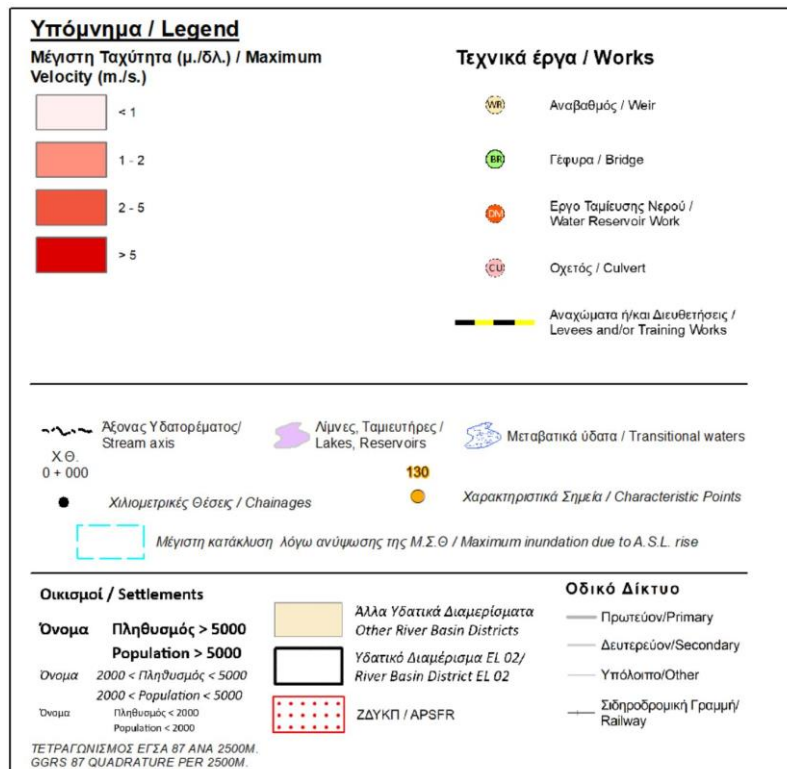 Υπόμνημα / Legend
Μέγιστη Ταχύτητα (μ./δλ.) / Maximum
Velocity (m./s.)
< 1
1 - 2
2 - 5
> 5
Τεχνικά έργα / Works
WR
Αναβαθμός / Weir
BR
Γέφυρα / Bridge
DM
Εργο Ταμίευσης Νερού /
Water Reservoir Work
CU
Οχετός / Culvert
Αναχώματα ή/και Διευθετήσεις /
Levees and/or Training Works
Άξονας Υδατορέματος/
Stream axis
Λίμνες, Ταμιευτήρες /
Lakes, Reservoirs
Μεταβατικά ύδατα / Transitional waters
Χ.Θ.
0 + 000
Χιλιομετρικές Θέσεις / Chainages
130
Χαρακτηριστικά Σημεία / Characteristic Points
Μέγιστη κατάκλυση λόγω ανύψωσης της Μ.Σ.Θ / Maximum inundation due to A.S.L. rise
Οικισμοί / Settlements
Όνομα Πληθυσμός > 5000
Population > 5000
Όνομα 2000 < Πληθυσμός < 5000
2000 < Population < 5000
Όνομα Πληθυσμός < 2000
Population < 2000
Άλλα Υδατικά Διαμερίσματα
Other River Basin Districts
Υδατικό Διαμέρισμα EL 02/
River Basin District EL 02
ΖΔΥΚΠ / APSFR
Οδικό Δίκτυο
Πρωτεύον/Primary
Δευτερεύον/Secondary
Υπόλοιπο/Other
Σιδηροδρομική Γραμμή/
Railway
ΤΕΤΡΑΓΩΝΙΣΜΟΣ ΕΓΣΑ 87 ΑΝΑ 2500Μ.
GGRS 87 QUADRATURE PER 2500M.